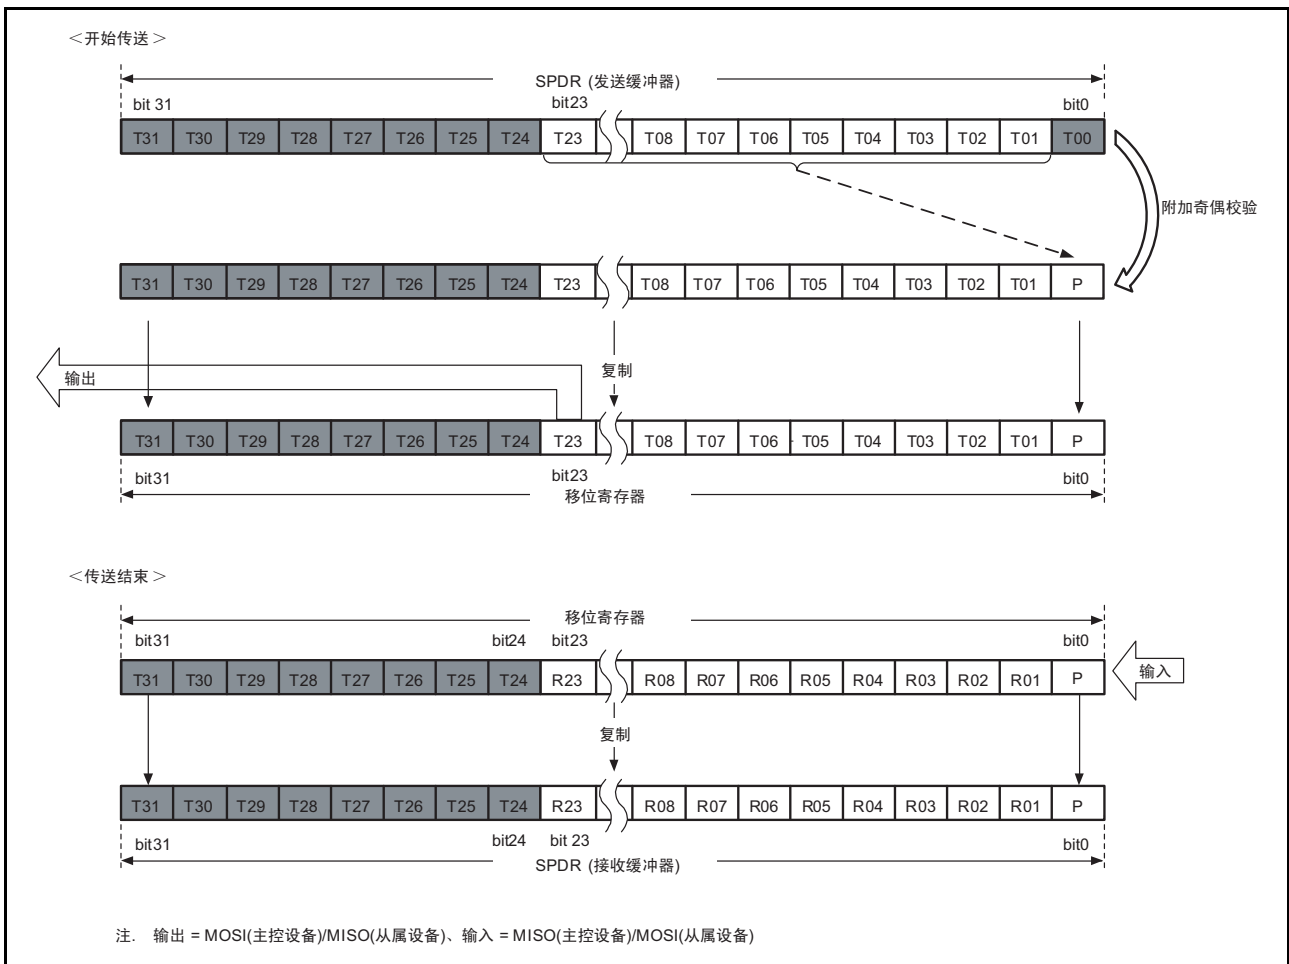 ＜开始传送＞
SPDR (发送缓冲器)
bit 31 bit23 bit0
T31 T30 T29 T28 T27 T26 T25 T24 T23 T08 T07 T06 T05 T04 T03 T02 T01 T00
附加奇偶校验
T31 T30 T29 T28 T27 T26 T25 T24 T23 T08 T07 T06 T05 T04 T03 T02 T01 P
输出 复制
T31 T30 T29 T28 T27 T26 T25 T24 T23 T08 T07 T06 T05 T04 T03 T02 T01 P
bit31 bit23 bit0
移位寄存器
＜传送结束＞
移位寄存器
bit31 bit24 bit23 bit0
T31 T30 T29 T28 T27 T26 T25 T24 R23 R08 R07 R06 R05 R04 R03 R02 R01 P 输入
复制
T31 T30 T29 T28 T27 T26 T25 T24 R23 R08 R07 R06 R05 R04 R03 R02 R01 P
bit31 bit24 bit 23 bit0
SPDR (接收缓冲器)
注. 输出 = MOSI(主控设备)/MISO(从属设备)、输入 = MISO(主控设备)/MOSI(从属设备)